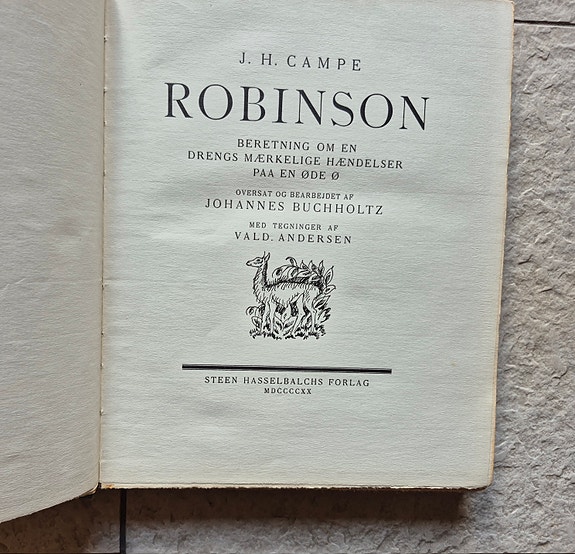 J. H. CAMPE
ROBINSON
BERETNING OM EN
DRENGS MÆRKELIGE HÆNDELSER
PAA EN ØDE Ø
OVERSAT OG BEARBEJDET AF
JOHANNES BUCHHOLTZ
MED TEGNINGER AF
VALD. ANDERSEN
STEEN HASSELBALCHS FORLAG
MDCCCCXX